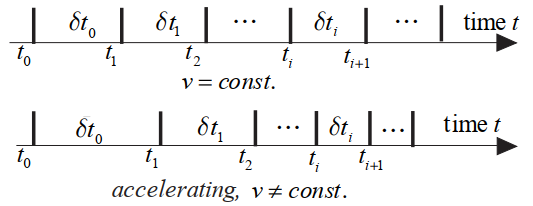 δt₀ δt₁ ⋯ δtᵢ ⋯ time t
t₀ t₁ t₂ tᵢ tᵢ₊₁
v = const.
δt₀ δt₁ ⋯ δtᵢ ⋯ time t
t₀ t₁ t₂ tᵢ tᵢ₊₁
accelerating, v ≠ const.